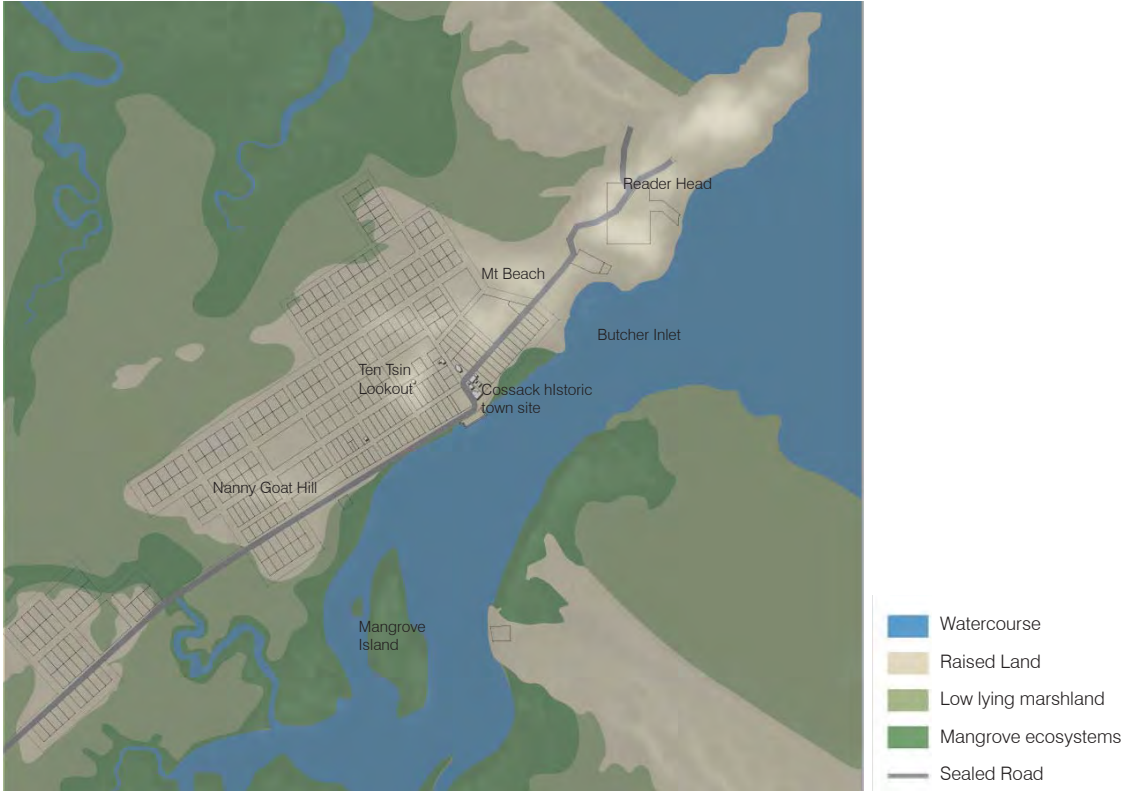 Reader Head
Mt Beach
Butcher Inlet
Ten Tsin
Lookout
Cossack hIstoric
town site
Nanny Goat Hill
Mangrove
Island
Watercourse
Raised Land
Low lying marshland
Mangrove ecosystems
Sealed Road